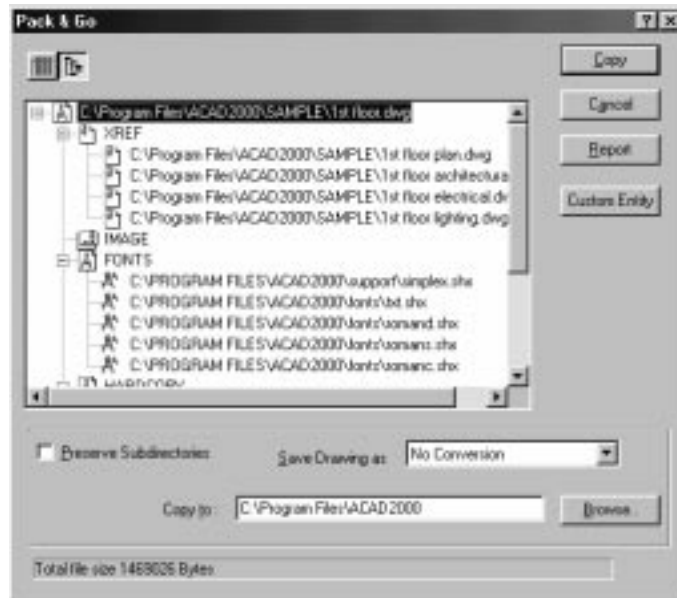 Pack & Go
Copy
Cancel
Report
Custom Entity
C:\Program Files\ACAD2000\SAMPLE\1st floor.dwg
XREF
C:\Program Files\ACAD2000\SAMPLE\1st floor plan.dwg
C:\Program Files\ACAD2000\SAMPLE\1st floor architectura
C:\Program Files\ACAD2000\SAMPLE\1st floor electrical.dv
C:\Program Files\ACAD2000\SAMPLE\1st floor lighting.dwg
IMAGE
FONTS
C:\PROGRAM FILES\ACAD2000\support\simplex.shx
C:\PROGRAM FILES\ACAD2000\fonts\txt.shx
C:\PROGRAM FILES\ACAD2000\fonts\romand.shx
C:\PROGRAM FILES\ACAD2000\fonts\romans.shx
C:\PROGRAM FILES\ACAD2000\fonts\romanc.shx
HARDCOPY
Preserve Subdirectories
Save Drawing as:
No Conversion
Copy to:
C:\Program Files\ACAD2000
Browse...
Total file size 1469026 Bytes